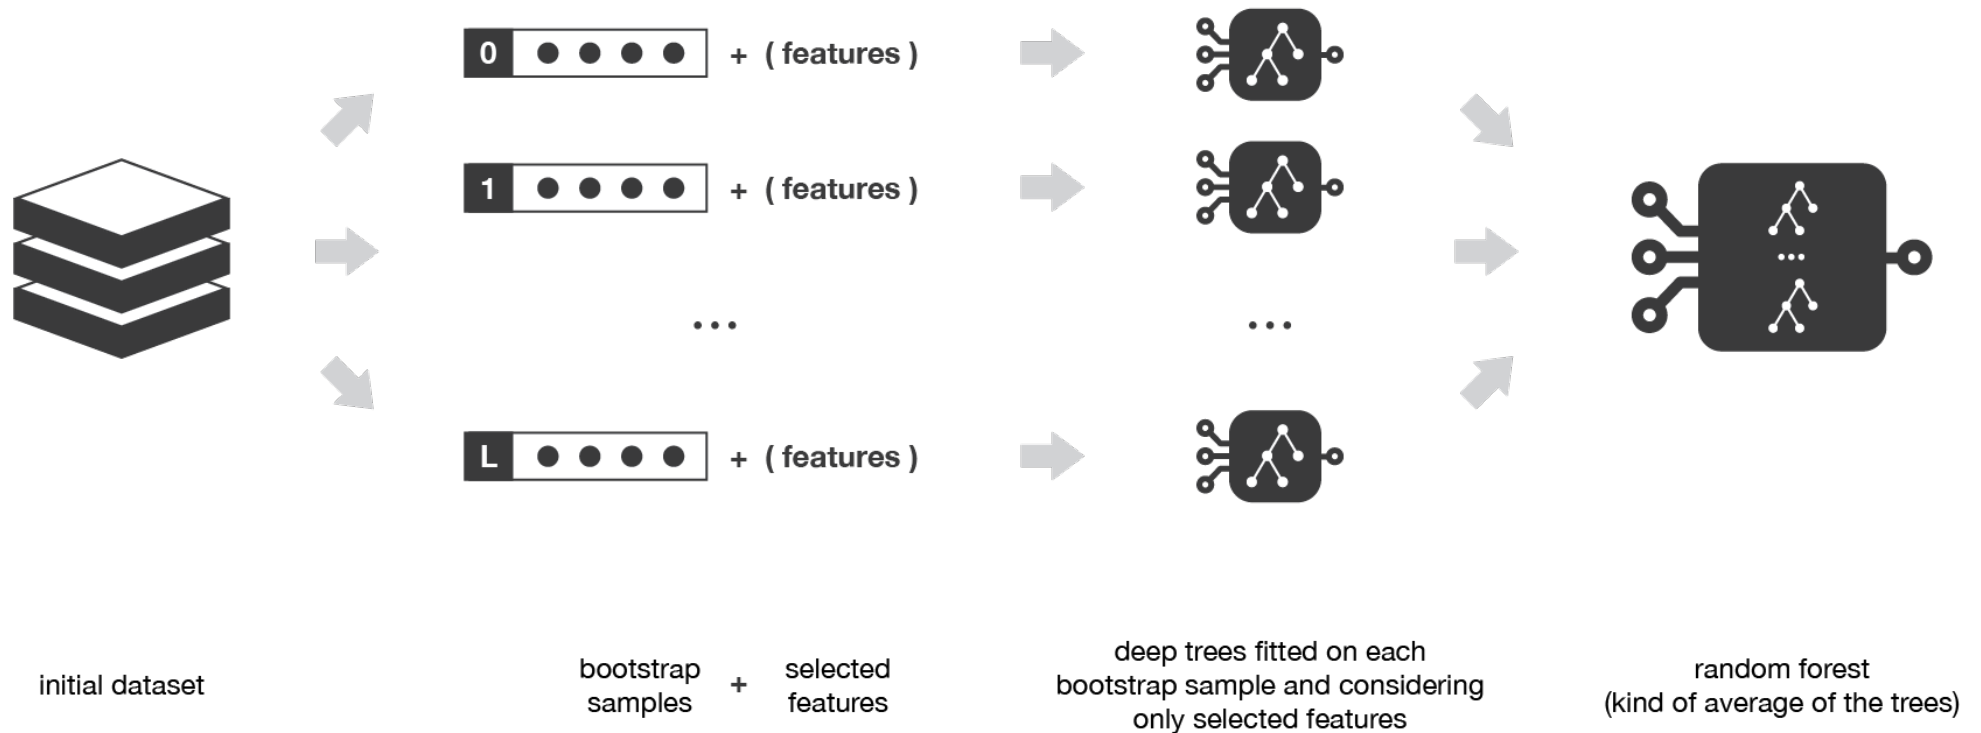 0 + ( features )
1 + ( features )
...
...
...
L + ( features )
initial dataset
bootstrap
samples
+
selected
features
deep trees fitted on each
bootstrap sample and considering
only selected features
random forest
(kind of average of the trees)